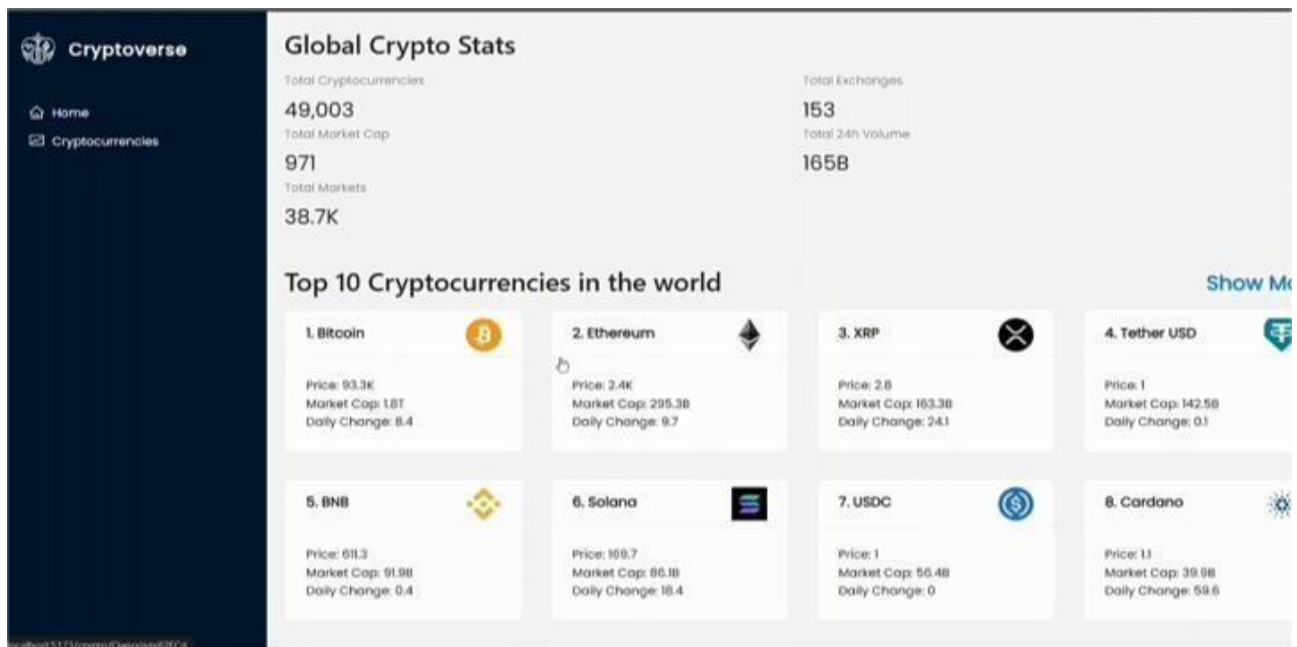 Cryptoverse
Home
Cryptocurrencies
Global Crypto Stats
Total Cryptocurrencies
49,003
Total Exchanges
153
Total Market Cap
971
Total 24h Volume
165B
Total Markets
38.7K
Top 10 Cryptocurrencies in the world
Show Mo
1. Bitcoin
Price: 93.3K
Market Cap: 1.8T
Daily Change: 8.4
2. Ethereum
Price: 2.4K
Market Cap: 295.3B
Daily Change: 9.7
3. XRP
Price: 2.8
Market Cap: 163.3B
Daily Change: 24.1
4. Tether USD
Price: 1
Market Cap: 142.5B
Daily Change: 0.1
5. BNB
Price: 611.3
Market Cap: 91.9B
Daily Change: 0.4
6. Solana
Price: 169.7
Market Cap: 86.1B
Daily Change: 18.4
7. USDC
Price: 1
Market Cap: 56.4B
Daily Change: 0
8. Cardano
Price: 1.1
Market Cap: 39.9B
Daily Change: 59.6